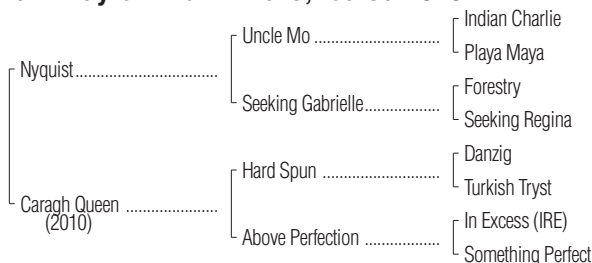 Indian Charlie
Uncle Mo
Playa Maya
Nyquist
Forestry
Seeking Gabrielle
Seeking Regina
Danzig
Hard Spun
Turkish Tryst
Caragh Queen
(2010)
In Excess (IRE)
Above Perfection
Something Perfect